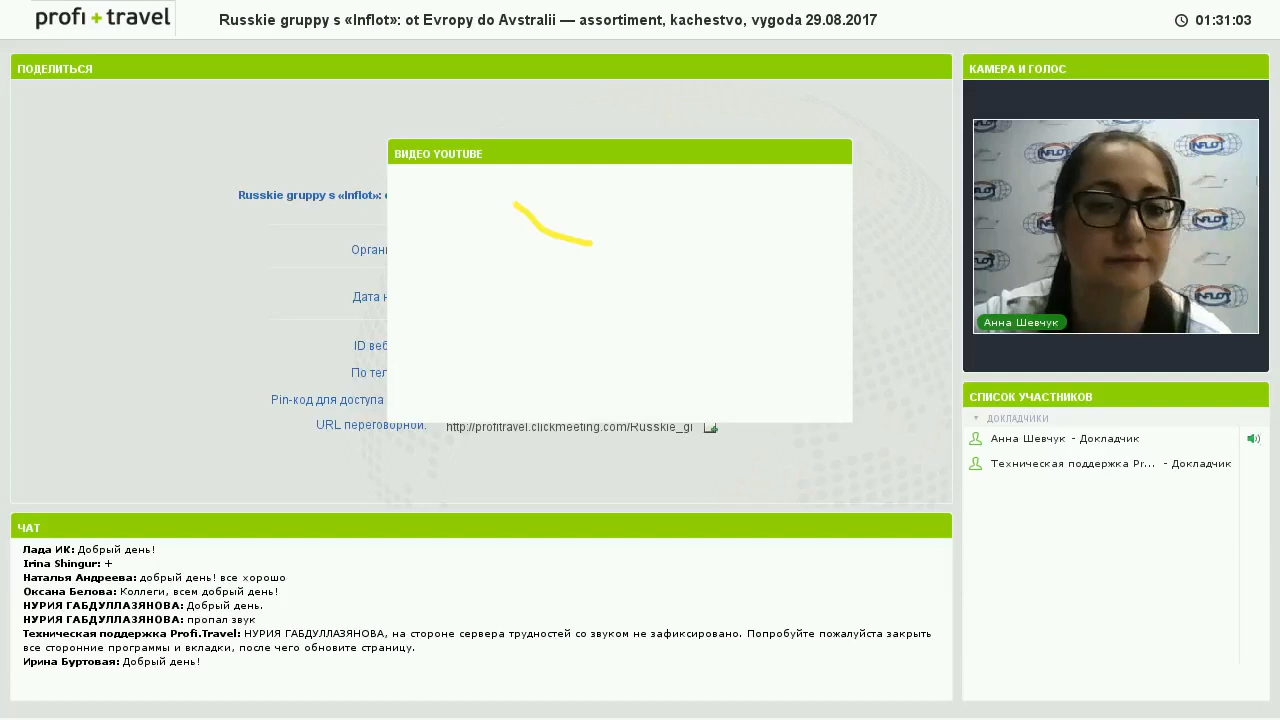 profi + travel
Russkie gruppy s «Inflot»: ot Evropy do Avstralii — assortiment, kachestvo, vygoda 29.08.2017
01:31:03
ПОДЕЛИТЬСЯ
ВИДЕО YOUTUBE
Russkie gruppy s «Inflot»:
Органи
Дата н
ID веб
По тел
Pin-код для доступа
URL переговорной:
http://profitravel.clickmeeting.com/Russkie_gr
КАМЕРА И ГОЛОС
INFLOT
INFLOT
INFLOT
INFLOT
INFLOT
Анна Шевчук
СПИСОК УЧАСТНИКОВ
ДОКЛАДЧИКИ
Анна Шевчук - Докладчик
Техническая поддержка Pr... - Докладчик
ЧАТ
Лада ИК: Добрый день!
Irina Shingur: +
Наталья Андреева: добрый день! все хорошо
Оксана Белова: Коллеги, всем добрый день!
НУРИЯ ГАБДУЛЛАЗЯНОВА: Добрый день.
НУРИЯ ГАБДУЛЛАЗЯНОВА: пропал звук
Техническая поддержка Profi.Travel: НУРИЯ ГАБДУЛЛАЗЯНОВА, на стороне сервера трудностей со звуком не зафиксировано. Попробуйте пожалуйста закрыть
все сторонние программы и вкладки, после чего обновите страницу.
Ирина Буртовая: Добрый день!